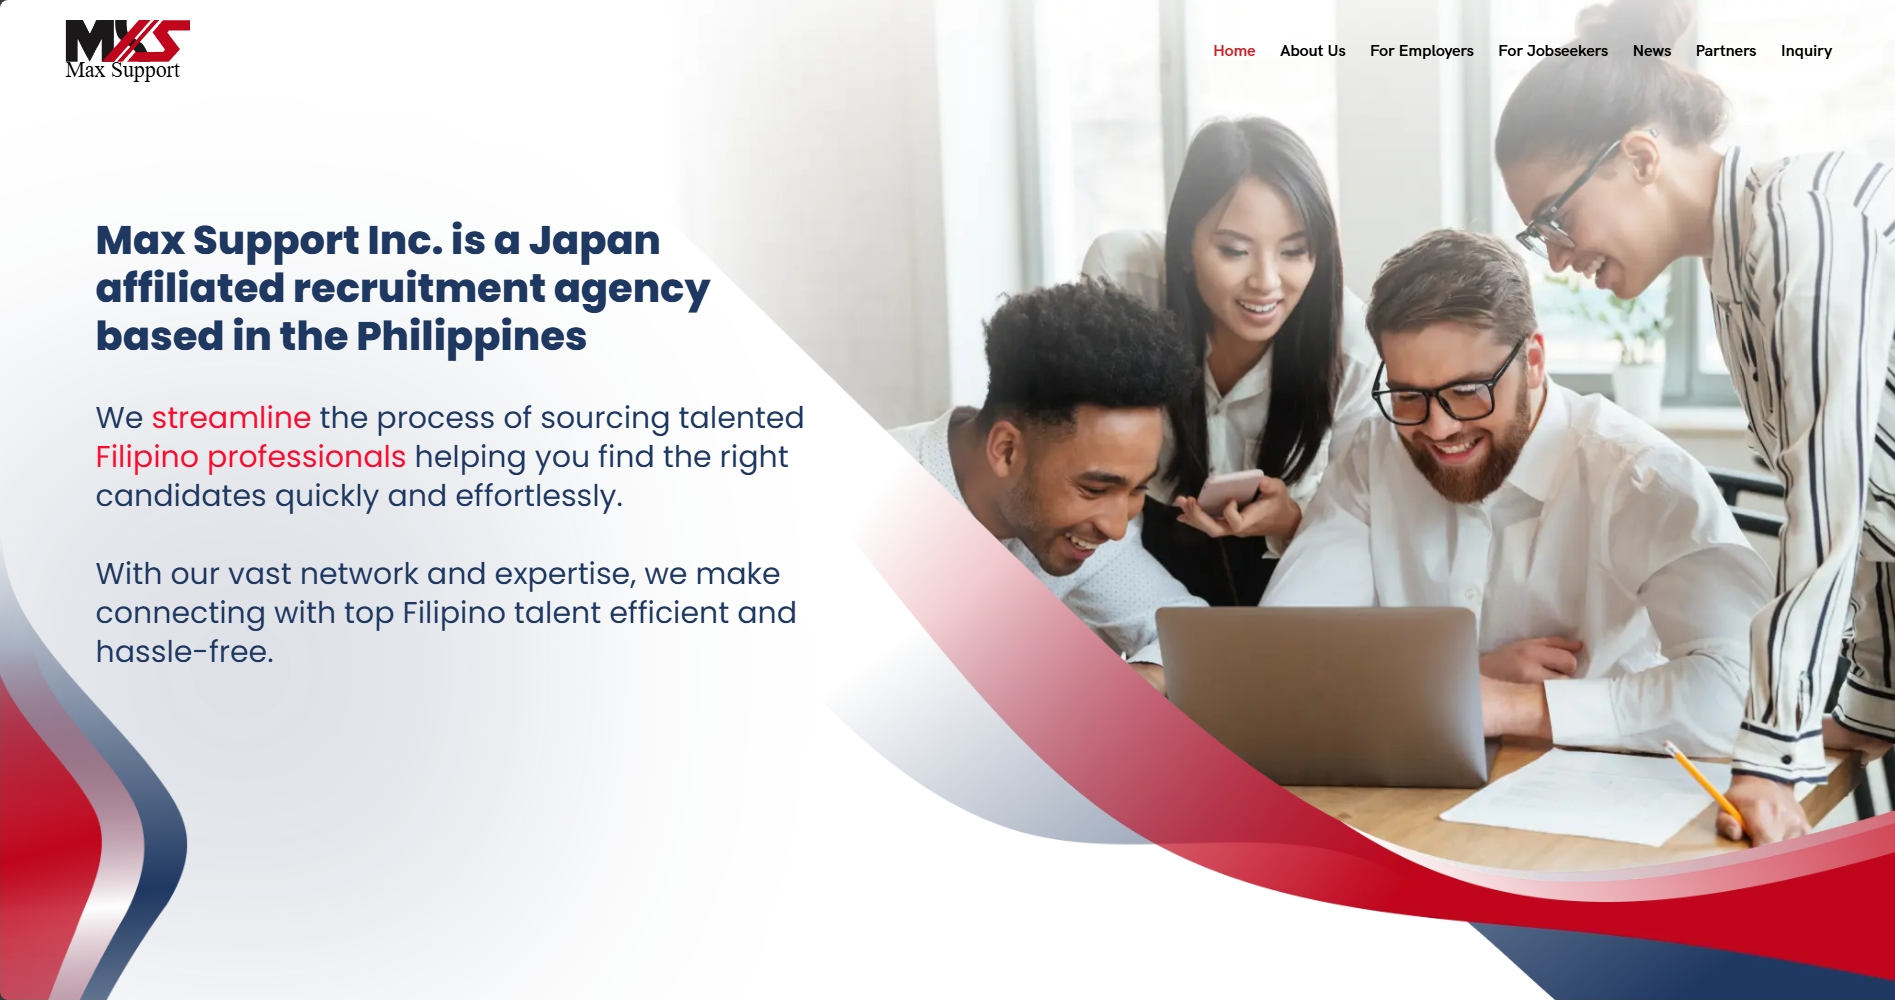 MXS
Max Support
Home About Us For Employers For Jobseekers News Partners Inquiry
Max Support Inc. is a Japan
affiliated recruitment agency
based in the Philippines
We streamline the process of sourcing talented
Filipino professionals helping you find the right
candidates quickly and effortlessly.
With our vast network and expertise, we make
connecting with top Filipino talent efficient and
hassle-free.